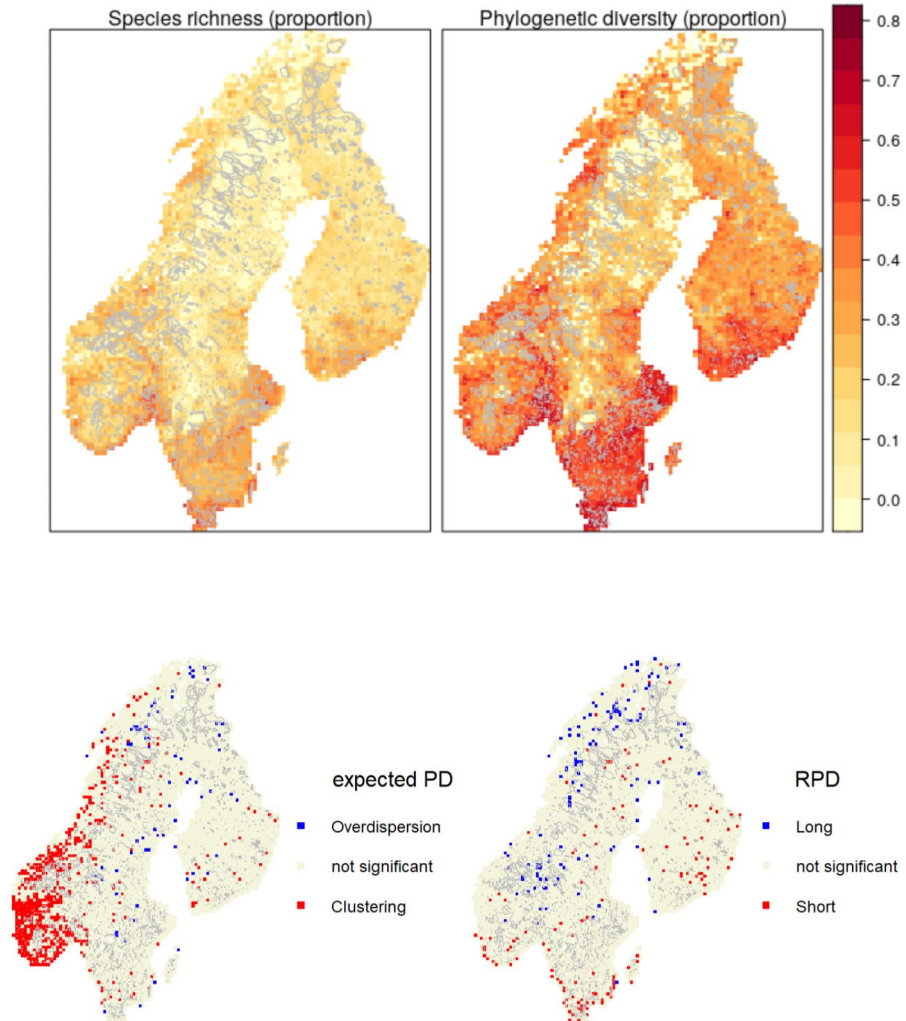 Species richness (proportion)
Phylogenetic diversity (proportion)
0.8
0.7
0.6
0.5
0.4
0.3
0.2
0.1
0.0
expected PD
Overdispersion
not significant
Clustering
RPD
Long
not significant
Short